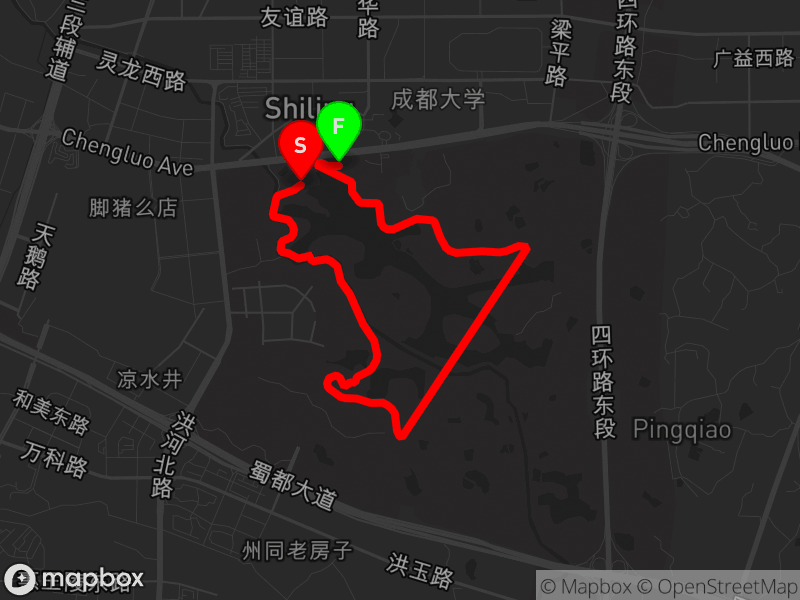 三段辅道
友谊路
华路
梁平路
四环路东段
广益西路
灵龙西路
成都大学
F
S
Chengluo Ave
Chengluo
脚猪么店
天鹅路
四环路东段
凉水井
和美东路
洪河北路
Pingqiao
万科路
蜀都大道
州同老房子
洪玉路
mapbox
© Mapbox © OpenStreetMap